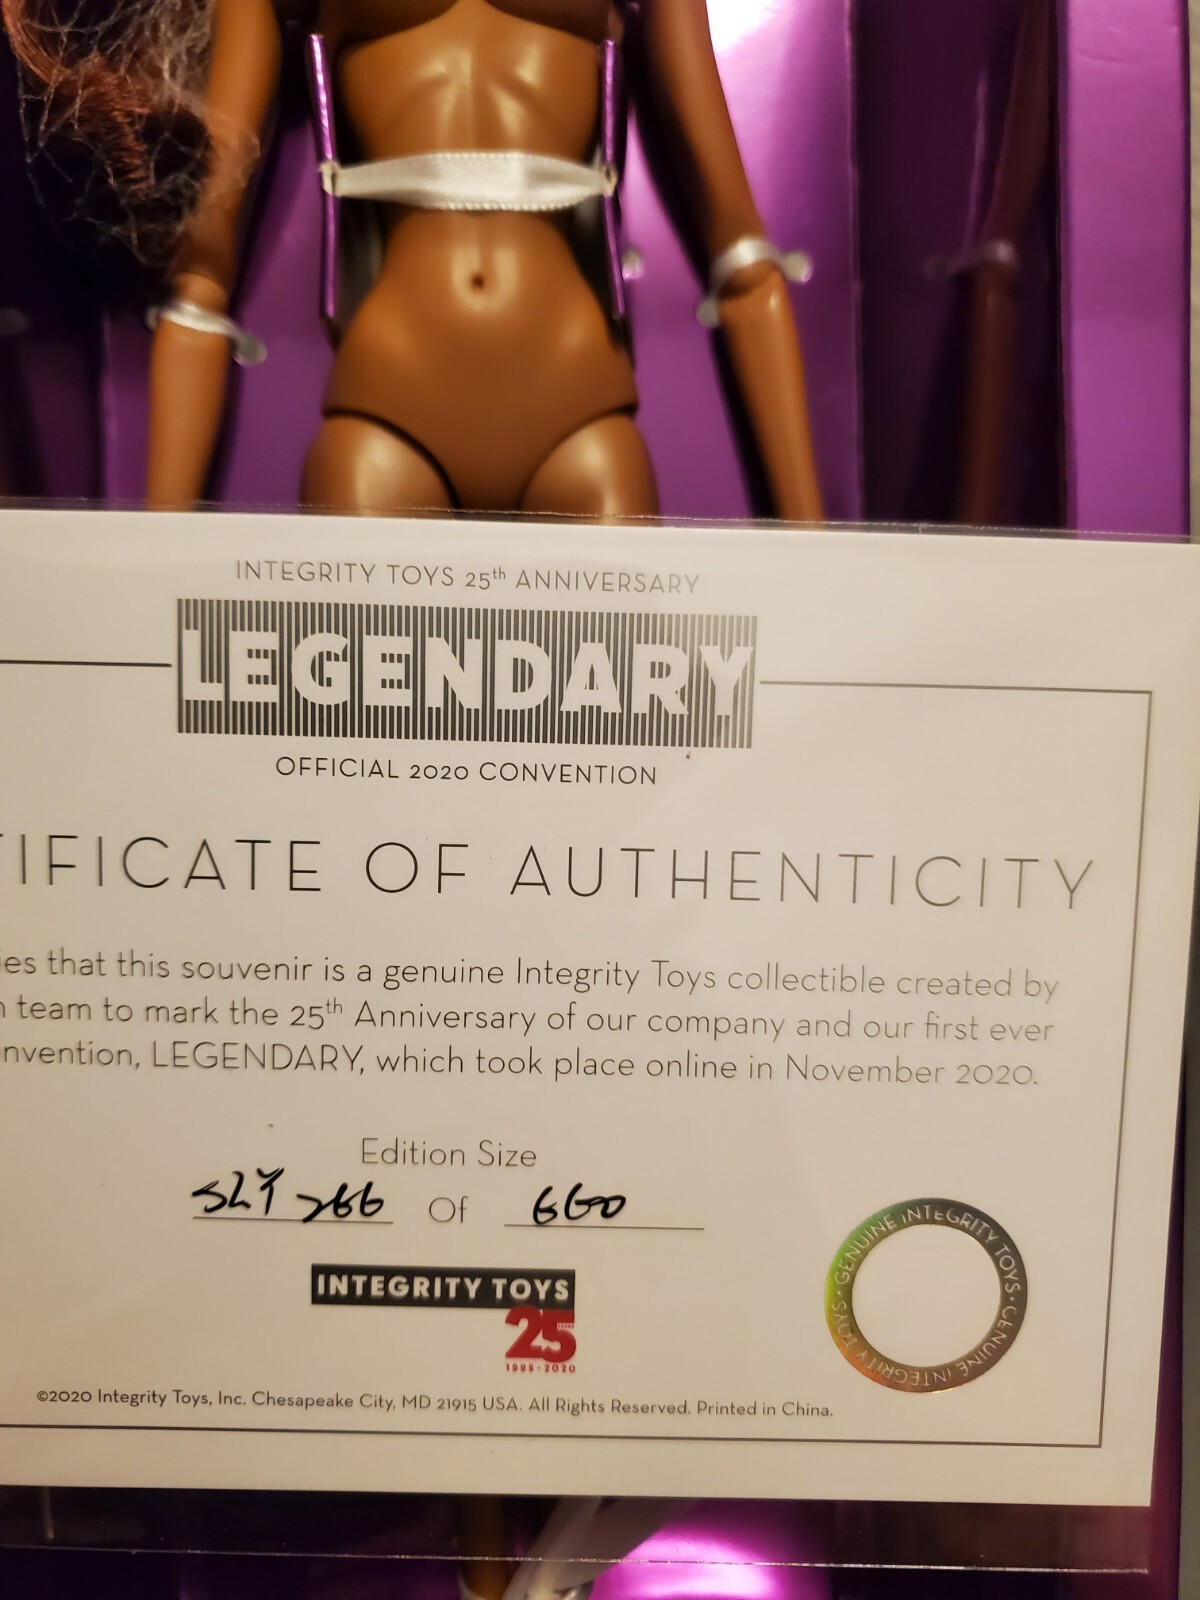 INTEGRITY TOYS 25th ANNIVERSARY
LEGENDARY
OFFICIAL 2020 CONVENTION
TIFICATE OF AUTHENTICITY
ies that this souvenir is a genuine Integrity Toys collectible created by
n team to mark the 25th Anniversary of our company and our first ever
nvention, LEGENDARY, which took place online in November 2020.
Edition Size
SLY 266 Of 660
INTEGRITY TOYS
25 YEARS
1995-2020
GENUINE INTEGRITY TOYS • GENUINE INTEGRITY TOYS •
©2020 Integrity Toys, Inc. Chesapeake City, MD 21915 USA. All Rights Reserved. Printed in China.